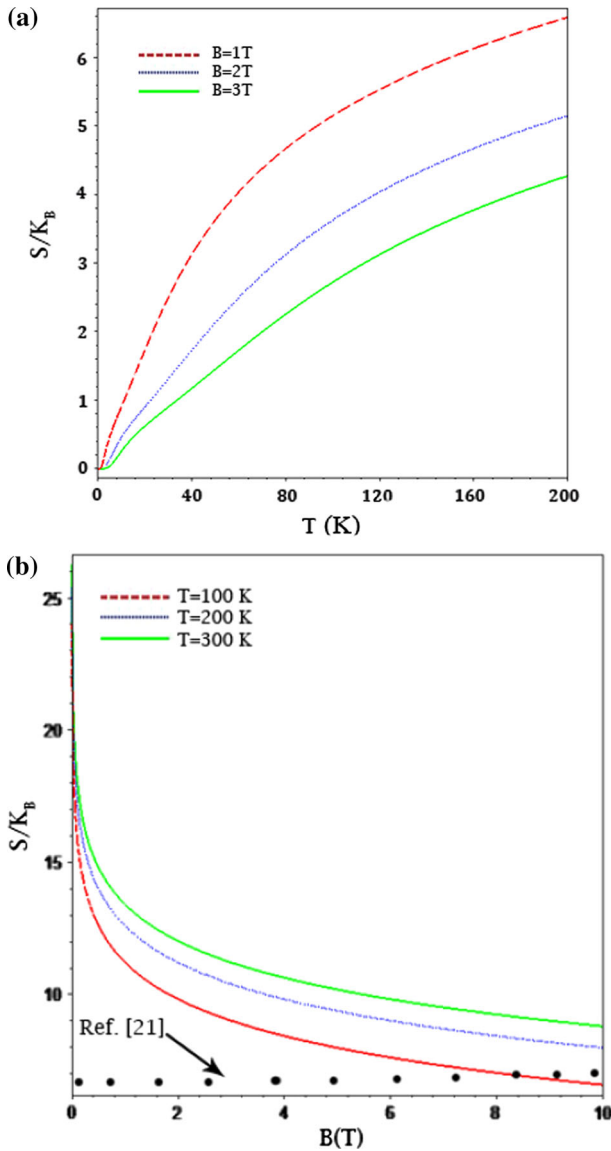 (a)
B=1T
B=2T
B=3T
6
5
4
3
2
1
0
S/K_B
0 40 80 120 160 200
T (K)
(b)
T=100 K
T=200 K
T=300 K
25
20
15
10
S/K_B
Ref. [21]
0 2 4 6 8 10
B(T)